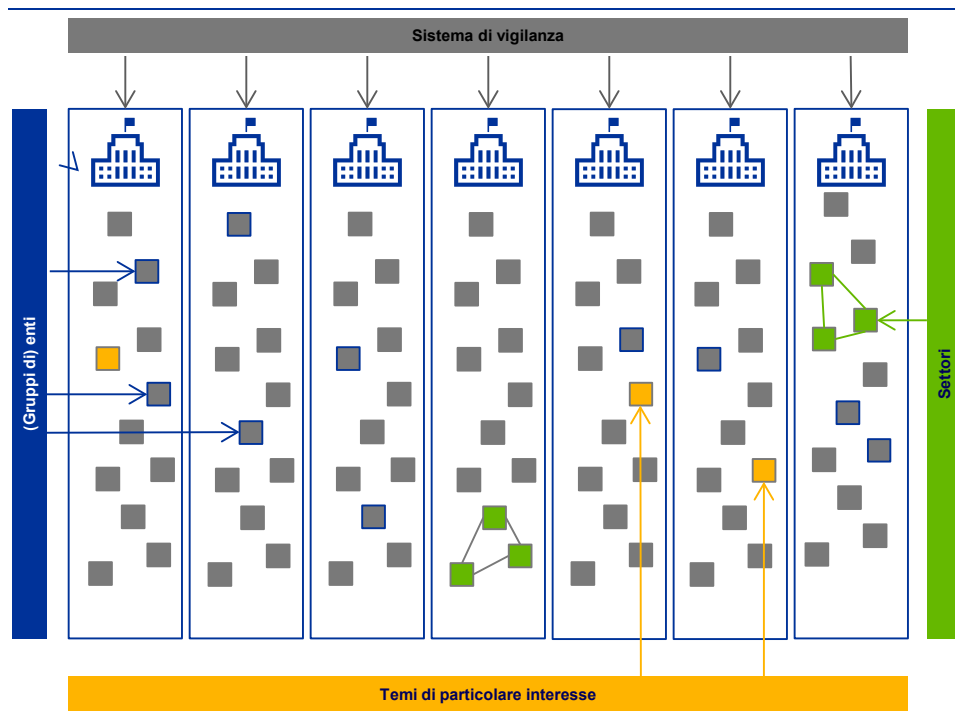 Sistema di vigilanza
(Gruppi di) enti
Settori
Temi di particolare interesse